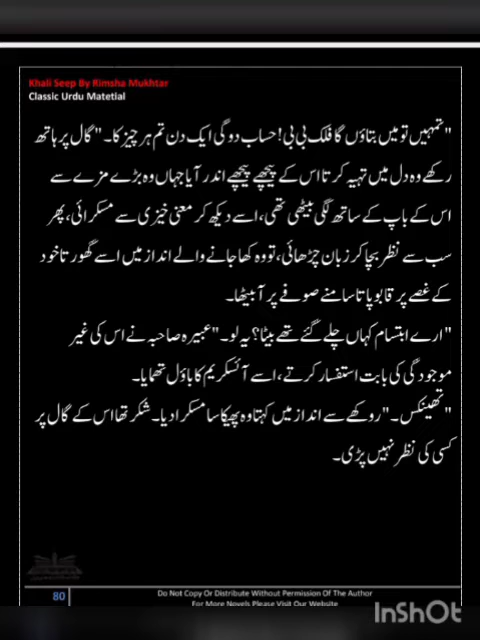 Khali Seep By Rimsha Mukhtar
Classic Urdu Matetial
"تمہیں تو میں بتاؤں گا فلک بی بی! حساب دو گی ایک دن تم ہر چیز کا۔" گال پر ہاتھ
رکھے وہ دل میں تہیہ کرتا اس کے پیچھے پیچھے اندر آیا جہاں وہ بڑے مزے سے
اس کے باپ کے ساتھ لگی بیٹھی تھی، اسے دیکھ کر معنی خیزی سے مسکرائی، پھر
سب سے نظر بچا کر زبان چڑھائی، تو وہ کھا جانے والے انداز میں اسے گھورتا خود
کے غصے پر قابو پاتا سامنے صوفے پر آ بیٹھا۔
"ارے ابتسام کہاں چلے گئے تھے بیٹا؟ یہ لو۔" عبیرہ صاحبہ نے اس کی غیر
موجودگی کی بابت استفسار کرتے، اسے آئسکریم کا باؤل تھمایا۔
"تھینکس۔" روکھے سے انداز میں کہتا وہ پھیکا سا مسکرا دیا۔ شکر تھا اس کے گال پر
کسی کی نظر نہیں پڑی۔
80
Do Not Copy Or Distribute Without Permission Of The Author
For More Novels Please Visit Our Website
InShOt